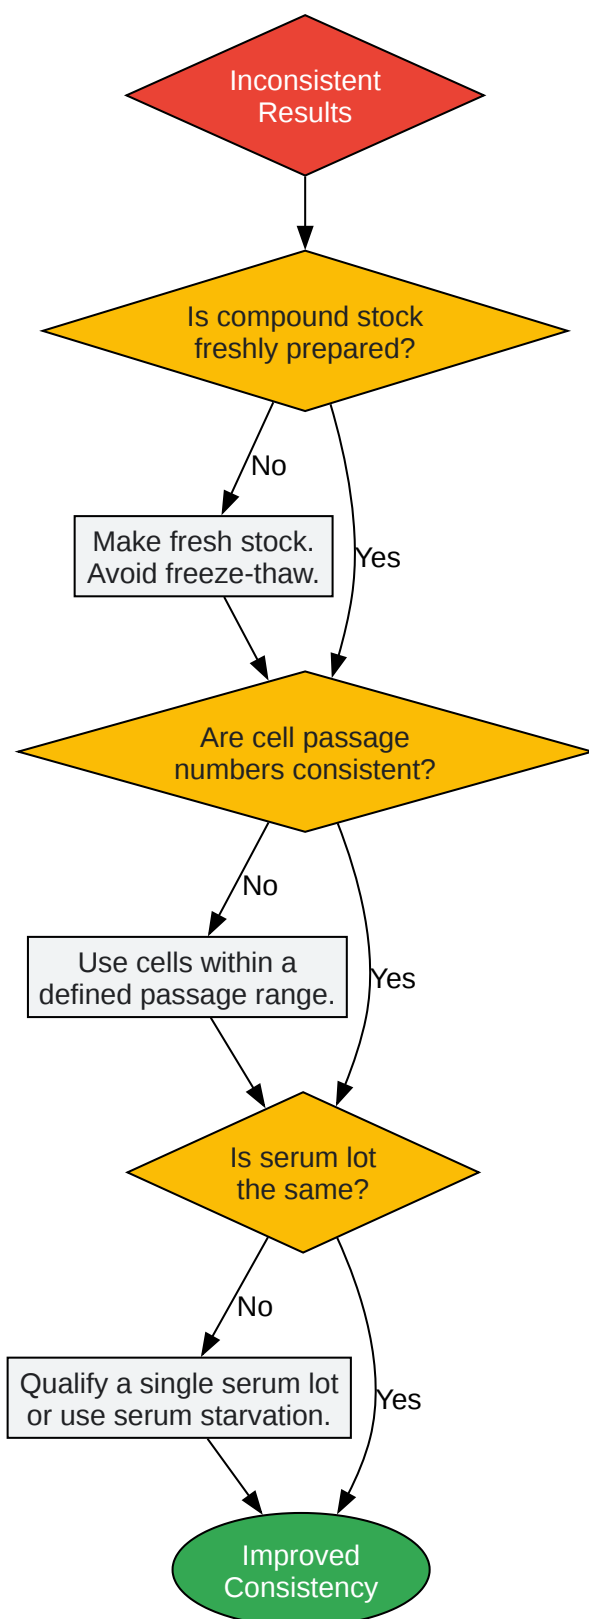 Inconsistent
Results
Is compound stock
freshly prepared?
No
Make fresh stock.
Avoid freeze-thaw.
Yes
Are cell passage
numbers consistent?
No
Use cells within a
defined passage range.
Yes
Is serum lot
the same?
No
Qualify a single serum lot
or use serum starvation.
Yes
Improved
Consistency